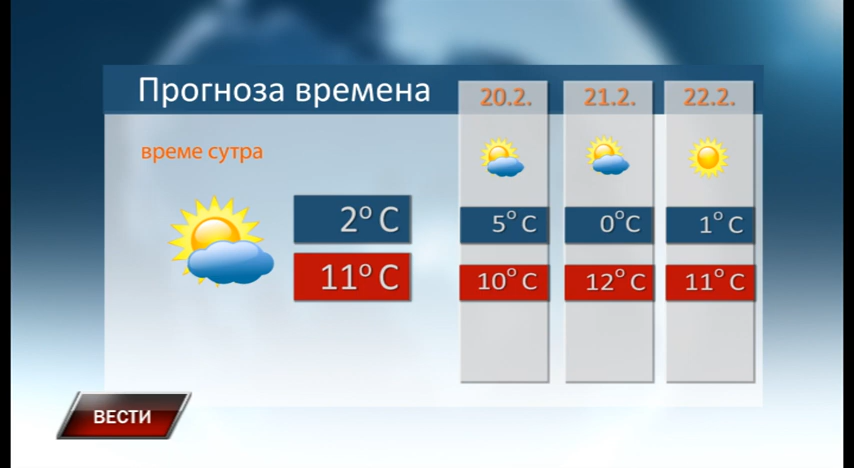 Прогноза времена
време сутра
2° C
11° C
20.2.
5° C
10° C
21.2.
0°C
12° C
22.2.
1° C
11° C
ВЕСТИ